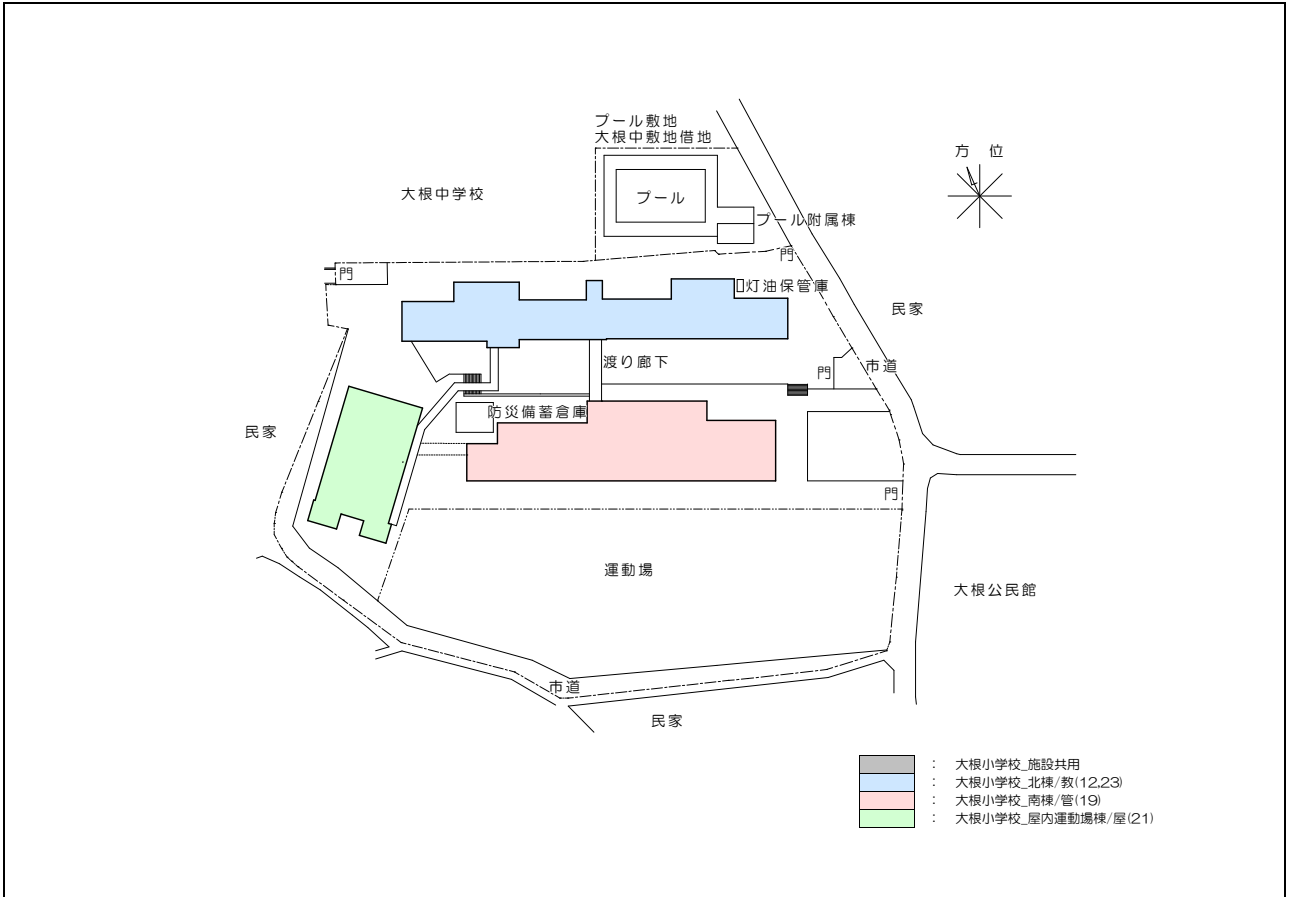 プール敷地
大根中敷地借地
方 位
大根中学校
プール
プール附属棟
門
門
灯油保管庫
民家
渡り廊下
市道
門
防災備蓄倉庫
民家
門
運動場
大根公民館
市道
民家
: 大根小学校_施設共用
: 大根小学校_北棟/教(12,23)
: 大根小学校_南棟/管(19)
: 大根小学校_屋内運動場棟/屋(21)